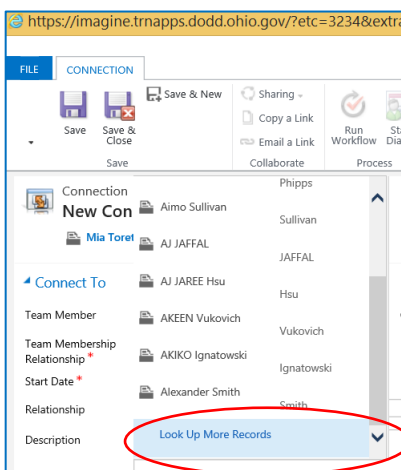 https://imagine.trnapps.dodd.ohio.gov/?etc=3234&extra
FILE CONNECTION
Save
Save & Close
Save & New
Sharing
Copy a Link
Email a Link
Run Workflow
Save Collaborate Process
Connection
New Con
Mia Toret
Connect To
Team Member
Team Membership Relationship *
Start Date *
Relationship
Description
Phipps
Aimo Sullivan
Sullivan
AJ JAFFAL
JAFFAL
AJ JAREE Hsu
Hsu
AKEEN Vukovich
Vukovich
AKIKO Ignatowski
Ignatowski
Alexander Smith
Smith
Look Up More Records